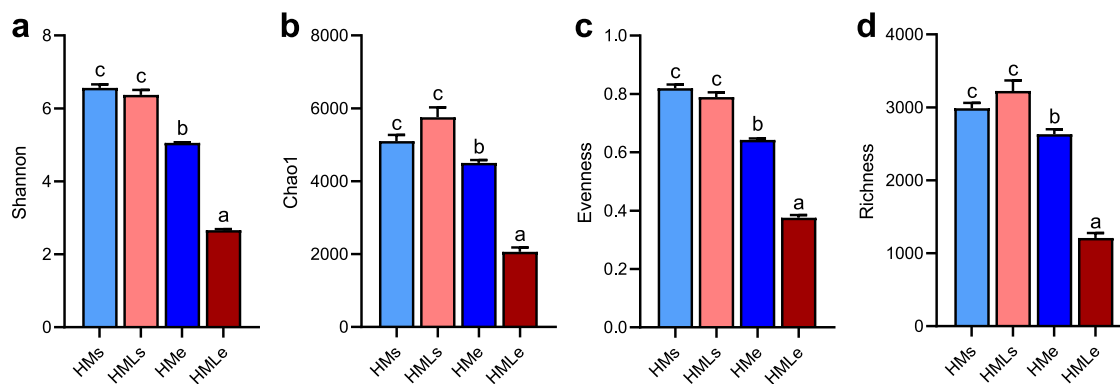 a
Shannon
8
6
4
2
0
c
c
b
a
HMs
HMLs
HMe
HMLe
b
Chao1
8000
6000
4000
2000
0
c
c
b
a
HMs
HMLs
HMe
HMLe
c
Evenness
1.0
0.8
0.6
0.4
0.2
0.0
c
c
b
a
HMs
HMLs
HMe
HMLe
d
Richness
4000
3000
2000
1000
0
c
c
b
a
HMs
HMLs
HMe
HMLe